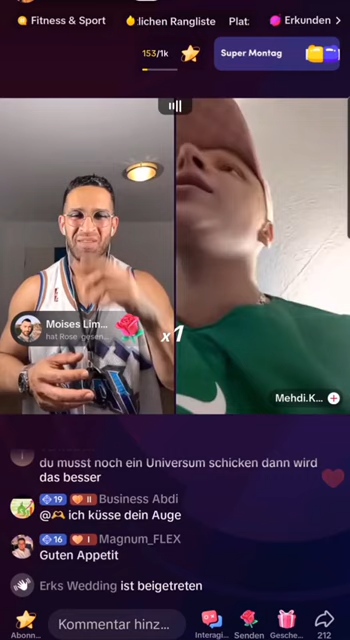 Fitness & Sport
lichen Rangliste
Plat:
Erkunden
153/1k
Super Montag
Moises Lim...
hat Rose gesen...
x1
Mehdi.K...
du musst noch ein Universum schicken dann wird
das besser
19 II Business Abdi
@🫶 ich küsse dein Auge
16 I Magnum_FLEX
Guten Appetit
Erks Wedding ist beigetreten
Abonn...
Kommentar hinz...
Interagi...
Senden
Gesche...
212